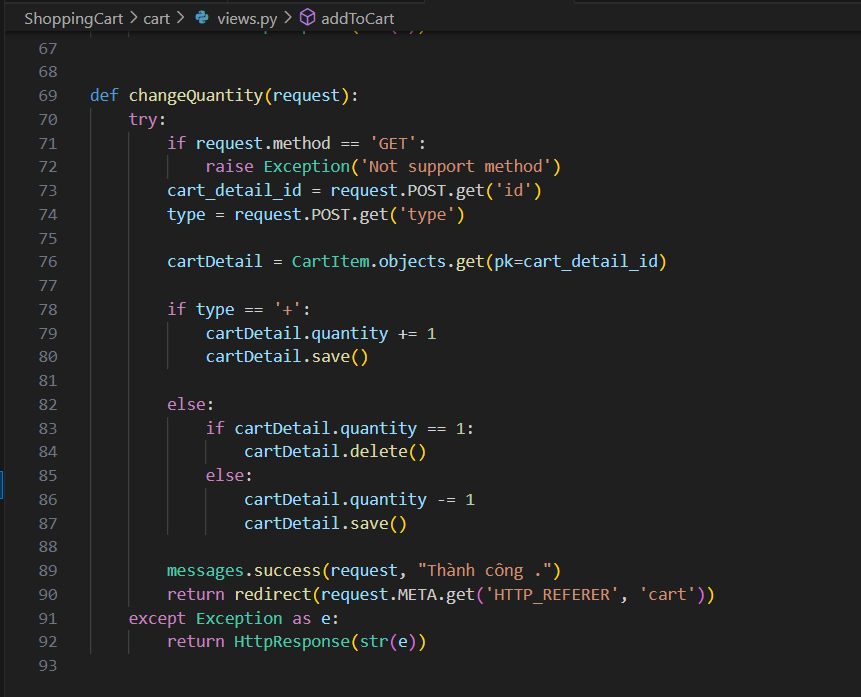 ShoppingCart > cart > views.py > addToCart
67
68
69 def changeQuantity(request):
70     try:
71         if request.method == 'GET':
72             raise Exception('Not support method')
73         cart_detail_id = request.POST.get('id')
74         type = request.POST.get('type')
75
76         cartDetail = CartItem.objects.get(pk=cart_detail_id)
77
78         if type == '+':
79             cartDetail.quantity += 1
80             cartDetail.save()
81
82         else:
83             if cartDetail.quantity == 1:
84                 cartDetail.delete()
85             else:
86                 cartDetail.quantity -= 1
87                 cartDetail.save()
88
89         messages.success(request, "Thành công .")
90         return redirect(request.META.get('HTTP_REFERER', 'cart'))
91     except Exception as e:
92         return HttpResponse(str(e))
93